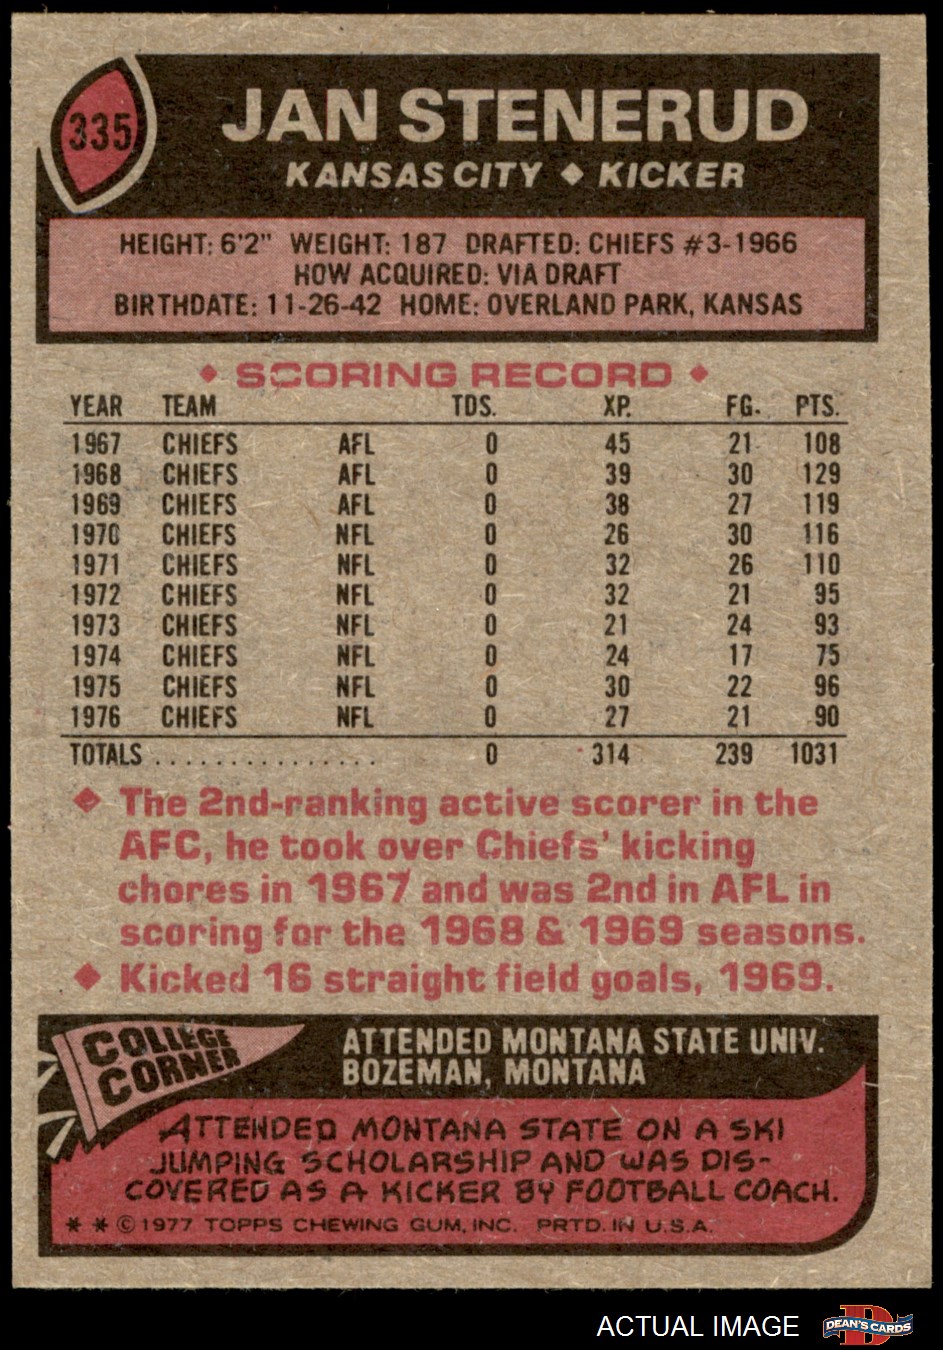 335
JAN STENERUD
KANSAS CITY ◆ KICKER
HEIGHT: 6'2" WEIGHT: 187 DRAFTED: CHIEFS #3-1966
HOW ACQUIRED: VIA DRAFT
BIRTHDATE: 11-26-42 HOME: OVERLAND PARK, KANSAS
◆ SCORING RECORD ◆
YEAR TEAM TDS. XP. FG. PTS.
1967 CHIEFS AFL 0 45 21 108
1968 CHIEFS AFL 0 39 30 129
1969 CHIEFS AFL 0 38 27 119
1970 CHIEFS NFL 0 26 30 116
1971 CHIEFS NFL 0 32 26 110
1972 CHIEFS NFL 0 32 21 95
1973 CHIEFS NFL 0 21 24 93
1974 CHIEFS NFL 0 24 17 75
1975 CHIEFS NFL 0 30 22 96
1976 CHIEFS NFL 0 27 21 90
TOTALS . . . . . . . . . . . . . . . 0 314 239 1031
◆ The 2nd-ranking active scorer in the
AFC, he took over Chiefs' kicking
chores in 1967 and was 2nd in AFL in
scoring for the 1968 & 1969 seasons.
◆ Kicked 16 straight field goals, 1969.
COLLEGE
CORNER
ATTENDED MONTANA STATE UNIV.
BOZEMAN, MONTANA
ATTENDED MONTANA STATE ON A SKI
JUMPING SCHOLARSHIP AND WAS DIS-
COVERED AS A KICKER BY FOOTBALL COACH.
* * © 1977 TOPPS CHEWING GUM, INC. PRTD. IN U.S.A.
ACTUAL IMAGE
D
DEAN'S CARDS